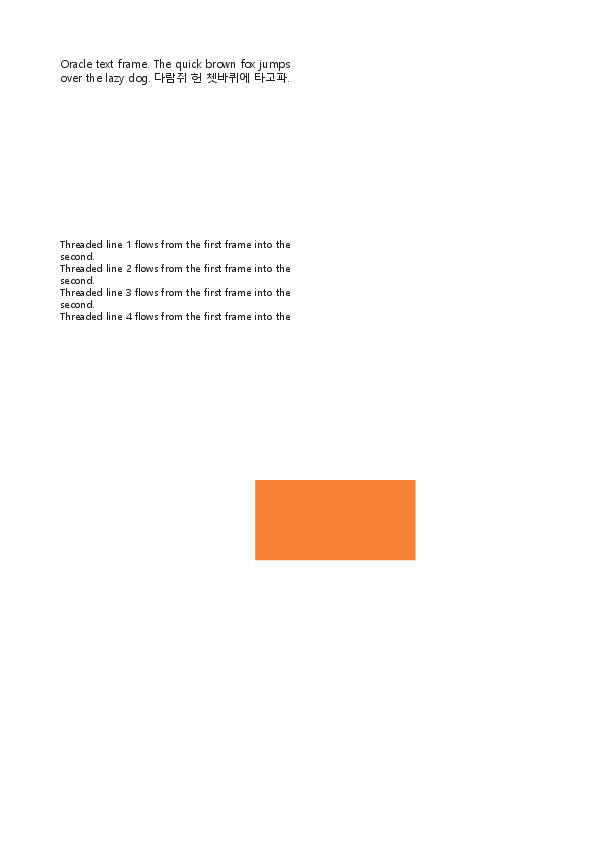 Oracle text frame. The quick brown fox jumps
over the lazy dog. 다람쥐 헌 쳇바퀴에 타고파.
Threaded line 1 flows from the first frame into the
second.
Threaded line 2 flows from the first frame into the
second.
Threaded line 3 flows from the first frame into the
second.
Threaded line 4 flows from the first frame into the